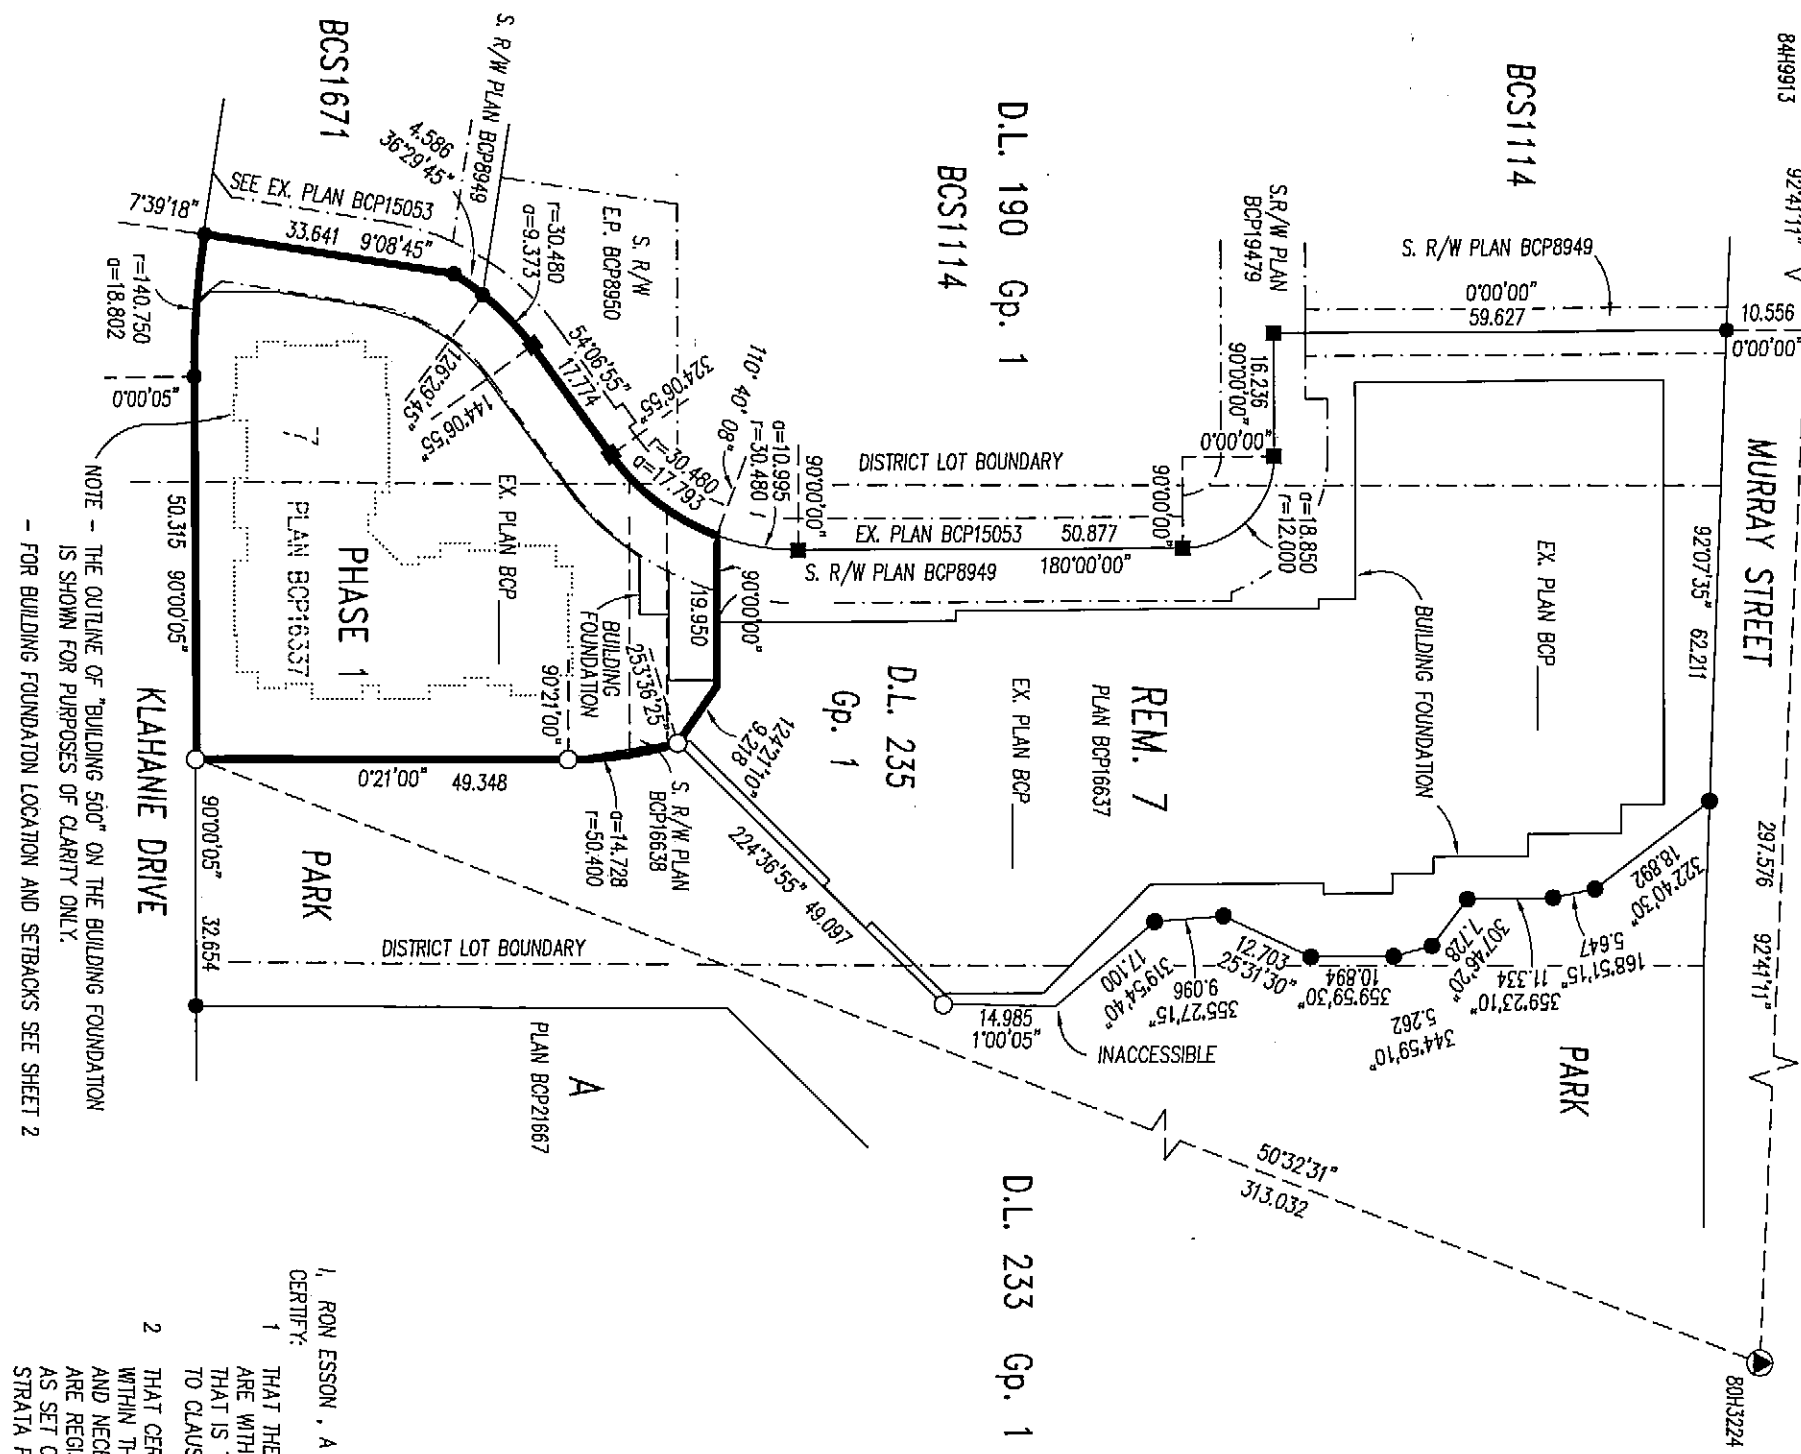 84H9913
92°41'11"
BCS1114
S. R/W PLAN BCP8949
0°00'00"
59.627
10.556
0°00'00"
MURRAY STREET
92°07'35" 62.211
297.576 92°41'11"
S.R/W PLAN
BCP19479
16.236
90°00'00"
0°00'00"
a=18.850
r=12.000
EX. PLAN BCP
BUILDING FOUNDATION
322°40'30"
18.892
168°51'15"
5.647
359°23'10"
11.334
307°46'20"
7.728
344°59'10"
5.262
359°59'30"
10.894
12.703
25°31'30"
355°27'15"
9.096
319°54'40"
17.100
PARK
INACCESSIBLE
14.985
1°00'05"
D.L. 190 Gp. 1
BCS1114
DISTRICT LOT BOUNDARY
90°00'00"
90°00'00"
EX. PLAN BCP15053 50.877
S. R/W PLAN BCP8949 180°00'00"
REM. 7
PLAN BCP16637
EX. PLAN BCP
D.L. 235
Gp. 1
224°36'55" 49.097
50°32'31"
313.032
80H3224
D.L. 233 Gp. 1
BCS1671
S. R/W PLAN BCP8949
4.586
36°29'45"
SEE EX. PLAN BCP15053
33.641 9°08'45"
7°39'18"
r=140.750
a=18.802
0°00'05"
S. R/W
E.P. BCP8950
r=30.480
a=9.373
54°06'55"
17.774
324°06'55"
126°29'45"
144°06'55"
110° 40' 08"
a=10.995
r=30.480
r=30.480
a=17.793
90°00'00"
19.950
124°21'10"
9.218
253°36'25"
BUILDING
FOUNDATION
90°21'00"
EX. PLAN BCP
PHASE 1
7
PLAN BCP16337
50.315 90°00'05"
0°21'00" 49.348
a=14.728
r=50.400
S. R/W PLAN
BCP16638
PARK
DISTRICT LOT BOUNDARY
KLAHANIE DRIVE
90°00'05" 32.654
A
PLAN BCP21667
NOTE - THE OUTLINE OF "BUILDING 500" ON THE BUILDING FOUNDATION
IS SHOWN FOR PURPOSES OF CLARITY ONLY.
- FOR BUILDING FOUNDATION LOCATION AND SETBACKS SEE SHEET 2
I, RON ESSON , A
CERTIFY:
1 THAT THE
ARE WITH
THAT IS
TO CLAUS
2 THAT CER
WITHIN TH
AND NECE
ARE REGI
AS SET O
STRATA P